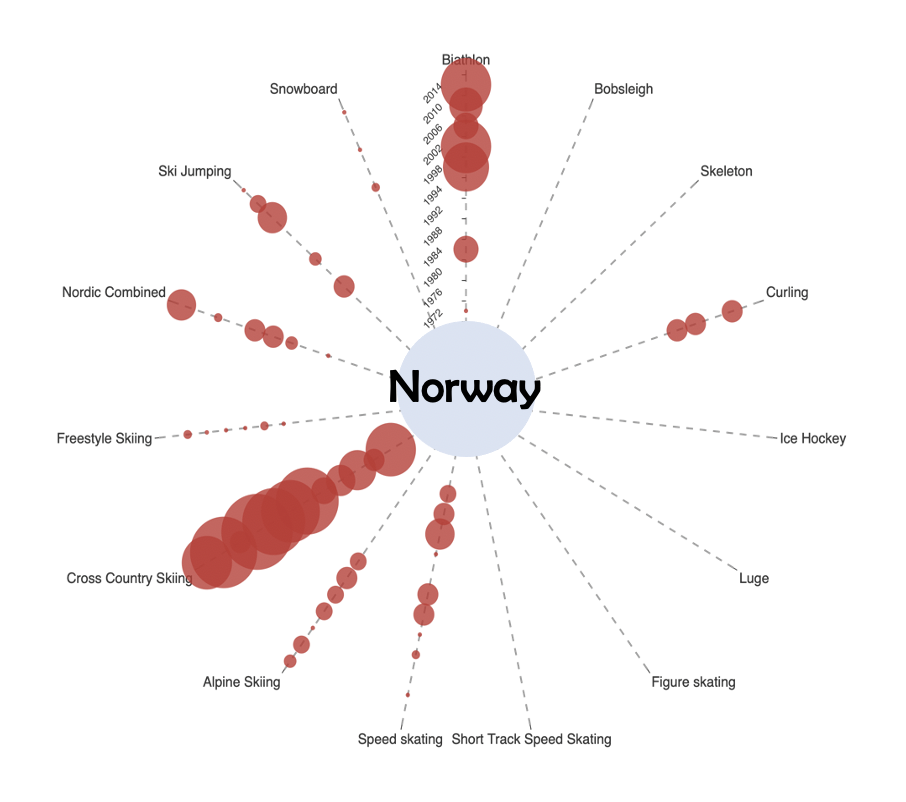 Biathlon
Snowboard
Bobsleigh
2014
2010
2006
2002
1998
1994
1992
1988
1984
1980
1976
1972
Ski Jumping
Skeleton
Nordic Combined
Curling
Norway
Freestyle Skiing
Ice Hockey
Cross Country Skiing
Luge
Alpine Skiing
Figure skating
Speed skating
Short Track Speed Skating